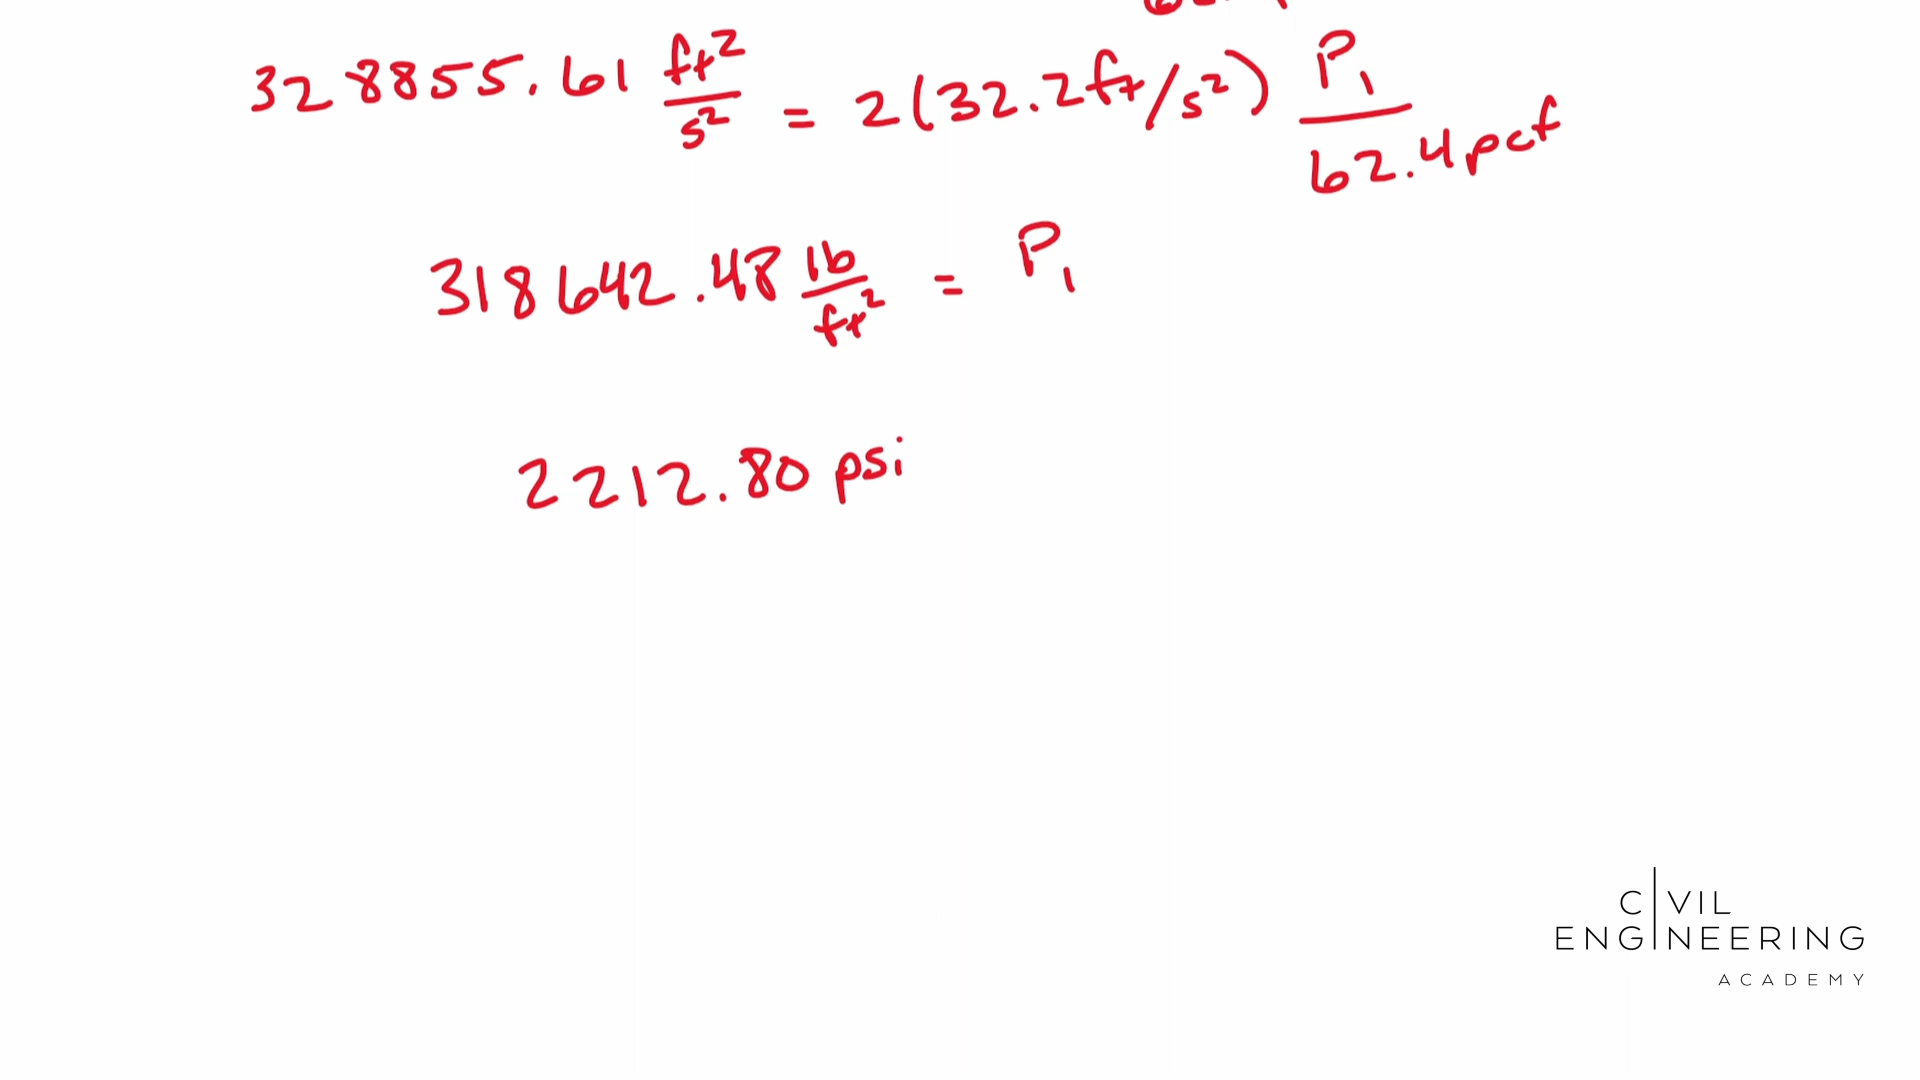 328855.61 ft²/s² = 2(32.2ft/s²) P₁/62.4pcf
318642.48 lb/ft² = P₁
2212.80 psi
CIVIL
ENGINEERING
ACADEMY